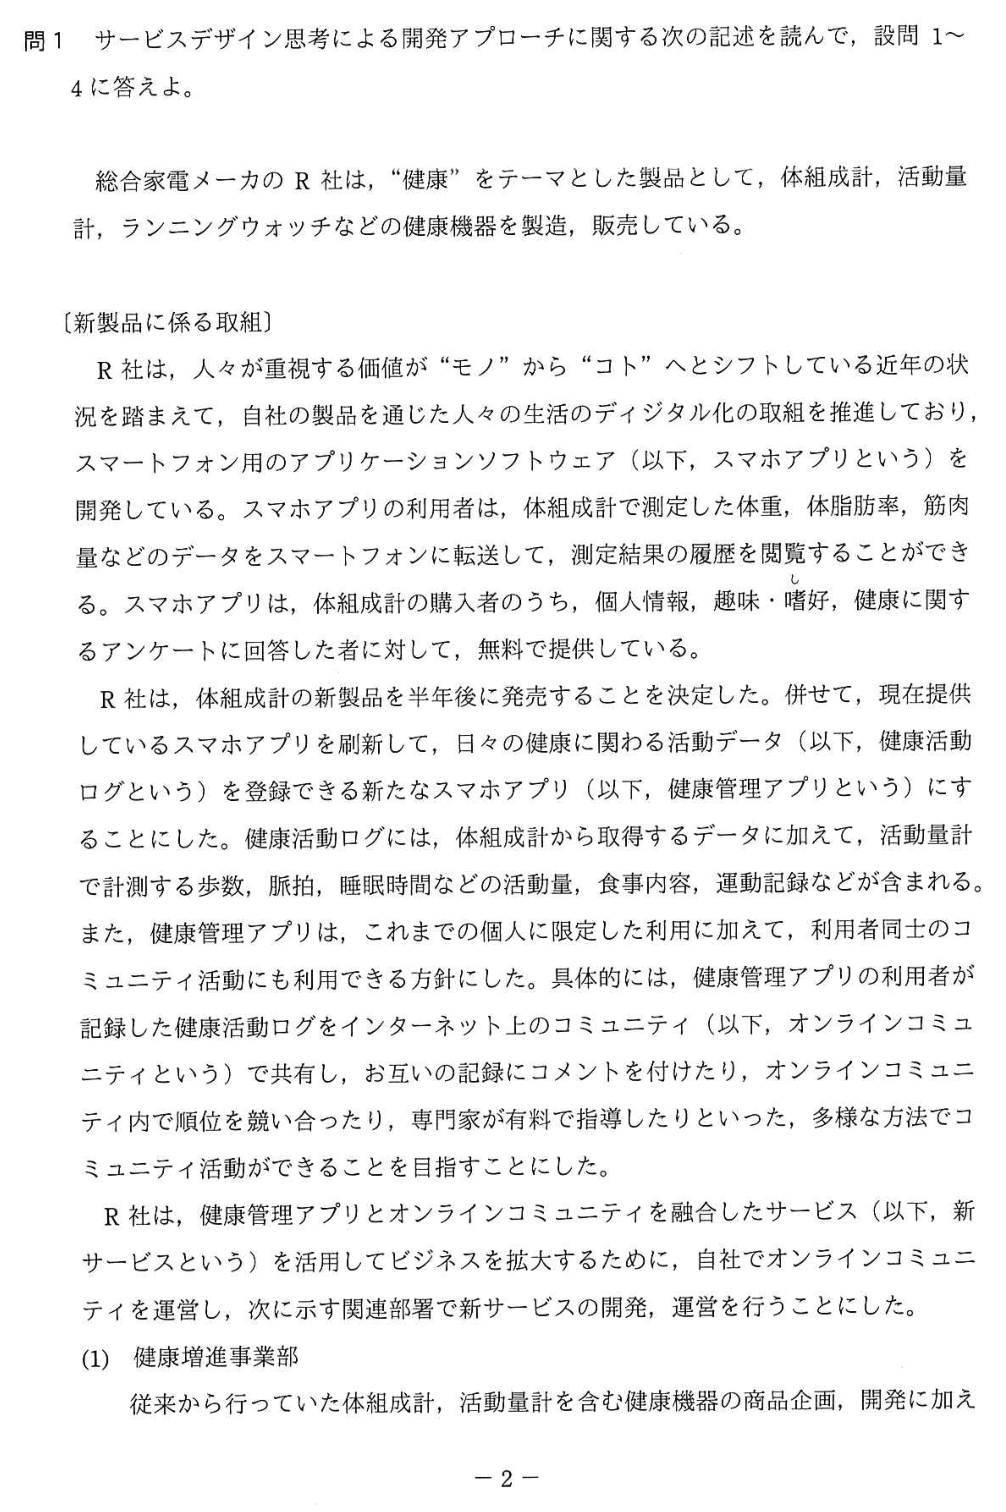 問1　サービスデザイン思考による開発アプローチに関する次の記述を読んで，設問 1～
4 に答えよ。
総合家電メーカの R 社は，“健康” をテーマとした製品として，体組成計，活動量
計，ランニングウォッチなどの健康機器を製造，販売している。
〔新製品に係る取組〕
R 社は，人々が重視する価値が “モノ” から “コト” へとシフトしている近年の状
況を踏まえて，自社の製品を通じた人々の生活のディジタル化の取組を推進しており，
スマートフォン用のアプリケーションソフトウェア（以下，スマホアプリという）を
開発している。スマホアプリの利用者は，体組成計で測定した体重，体脂肪率，筋肉
量などのデータをスマートフォンに転送して，測定結果の履歴を閲覧することができ
し
る。スマホアプリは，体組成計の購入者のうち，個人情報，趣味・嗜好，健康に関す
るアンケートに回答した者に対して，無料で提供している。
R 社は，体組成計の新製品を半年後に発売することを決定した。併せて，現在提供
しているスマホアプリを刷新して，日々の健康に関わる活動データ（以下，健康活動
ログという）を登録できる新たなスマホアプリ（以下，健康管理アプリという）にす
ることにした。健康活動ログには，体組成計から取得するデータに加えて，活動量計
で計測する歩数，脈拍，睡眠時間などの活動量，食事内容，運動記録などが含まれる。
また，健康管理アプリは，これまでの個人に限定した利用に加えて，利用者同士のコ
ミュニティ活動にも利用できる方針にした。具体的には，健康管理アプリの利用者が
記録した健康活動ログをインターネット上のコミュニティ（以下，オンラインコミュ
ニティという）で共有し，お互いの記録にコメントを付けたり，オンラインコミュニ
ティ内で順位を競い合ったり，専門家が有料で指導したりといった，多様な方法でコ
ミュニティ活動ができることを目指すことにした。
R 社は，健康管理アプリとオンラインコミュニティを融合したサービス（以下，新
サービスという）を活用してビジネスを拡大するために，自社でオンラインコミュニ
ティを運営し，次に示す関連部署で新サービスの開発，運営を行うことにした。
(1)　健康増進事業部
従来から行っていた体組成計，活動量計を含む健康機器の商品企画，開発に加え
－ 2 －